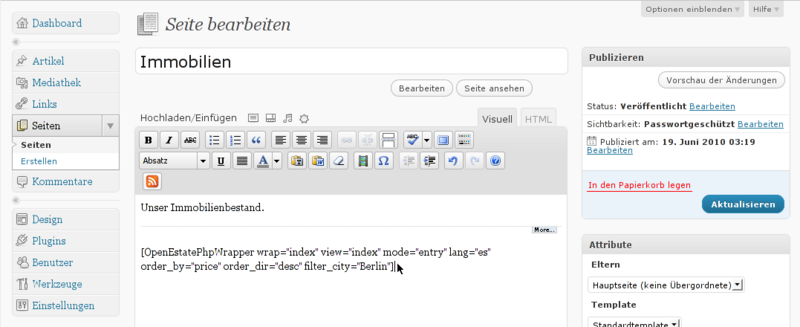 Optionen einblenden
Hilfe
Dashboard
Artikel
Mediathek
Links
Seiten
Seiten
Erstellen
Kommentare
Design
Plugins
Benutzer
Werkzeuge
Einstellungen
Seite bearbeiten
Immobilien
Bearbeiten
Seite ansehen
Hochladen/Einfügen
Visuell
HTML
B I ABC ABC
Absatz U A T W Ω ?
Unser Immobilienbestand.
More...
[OpenEstatePhpWrapper wrap="index" view="index" mode="entry" lang="es"
order_by="price" order_dir="desc" filter_city="Berlin"]
Publizieren
Vorschau der Änderungen
Status: Veröffentlicht Bearbeiten
Sichtbarkeit: Passwortgeschützt Bearbeiten
Publiziert am: 19. Juni 2010 03:19
Bearbeiten
In den Papierkorb legen
Aktualisieren
Attribute
Eltern
Hauptseite (keine Übergordnete)
Template
Standardtemplate